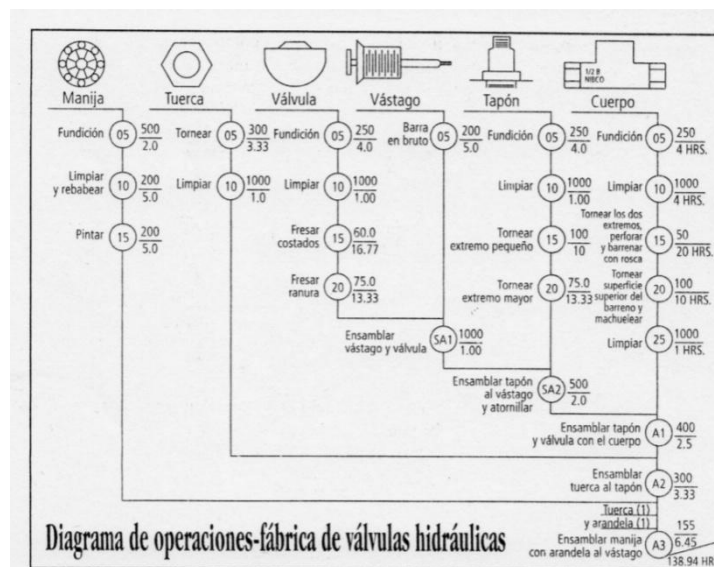 1/2 B
NIBCO
Manija
Tuerca
Válvula
Vástago
Tapón
Cuerpo
Fundición 05 500
2.0
Limpiar
y rebabear 10 200
5.0
Pintar 15 200
5.0
Tornear 05 300
3.33
Limpiar 10 1000
1.0
Fundición 05 250
4.0
Limpiar 10 1000
1.00
Fresar
costados 15 60.0
16.77
Fresar
ranura 20 75.0
13.33
Barra
en bruto 05 200
5.0
Ensamblar
vástago y válvula SA1 1000
1.00
Fundición 05 250
4.0
Limpiar 10 1000
1.00
Tornear
extremo pequeño 15 100
10
Tornear
extremo mayor 20 75.0
13.33
Ensamblar tapón
al vástago
y atornillar SA2 500
2.0
Fundición 05 250
4 HRS.
Limpiar 10 1000
4 HRS.
Tornear los dos
extremos,
perforar
y barrenar
con rosca 15 50
20 HRS.
Tornear
superficie
superior del
barreno y
machuelear 20 100
10 HRS.
Limpiar 25 1000
1 HRS.
Ensamblar tapón
y válvula con el cuerpo A1 400
2.5
Ensamblar
tuerca al tapón A2 300
3.33
Tuerca (1)
y arandela (1)
Ensamblar manija
con arandela al vástago A3 155
6.45
138.94 HR
Diagrama de operaciones-fábrica de válvulas hidráulicas